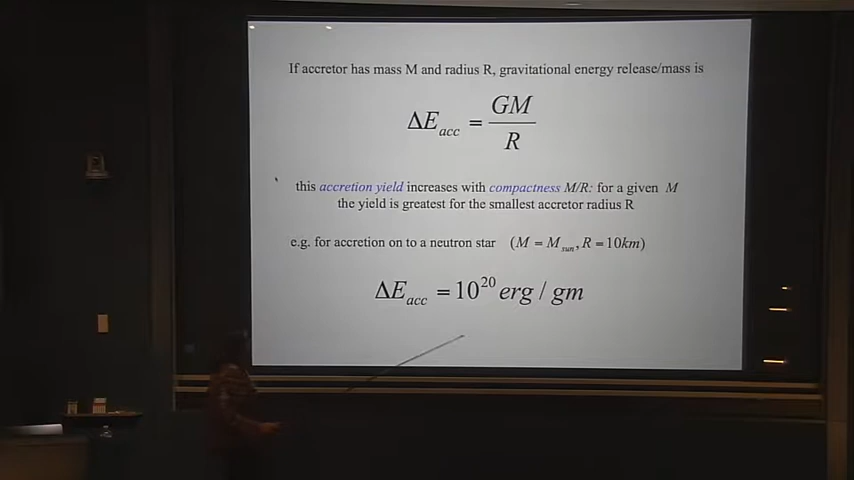 If accretor has mass M and radius R, gravitational energy release/mass is
ΔE_acc = GM / R
this accretion yield increases with compactness M/R: for a given M
the yield is greatest for the smallest accretor radius R
e.g. for accretion on to a neutron star (M = M_sun, R = 10km)
ΔE_acc = 10^20 erg / gm